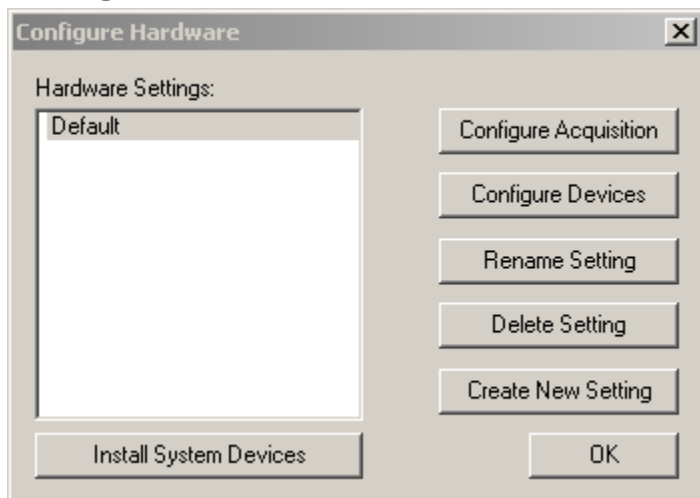 Configure Hardware
Hardware Settings:
Default
Configure Acquisition
Configure Devices
Rename Setting
Delete Setting
Create New Setting
Install System Devices
OK